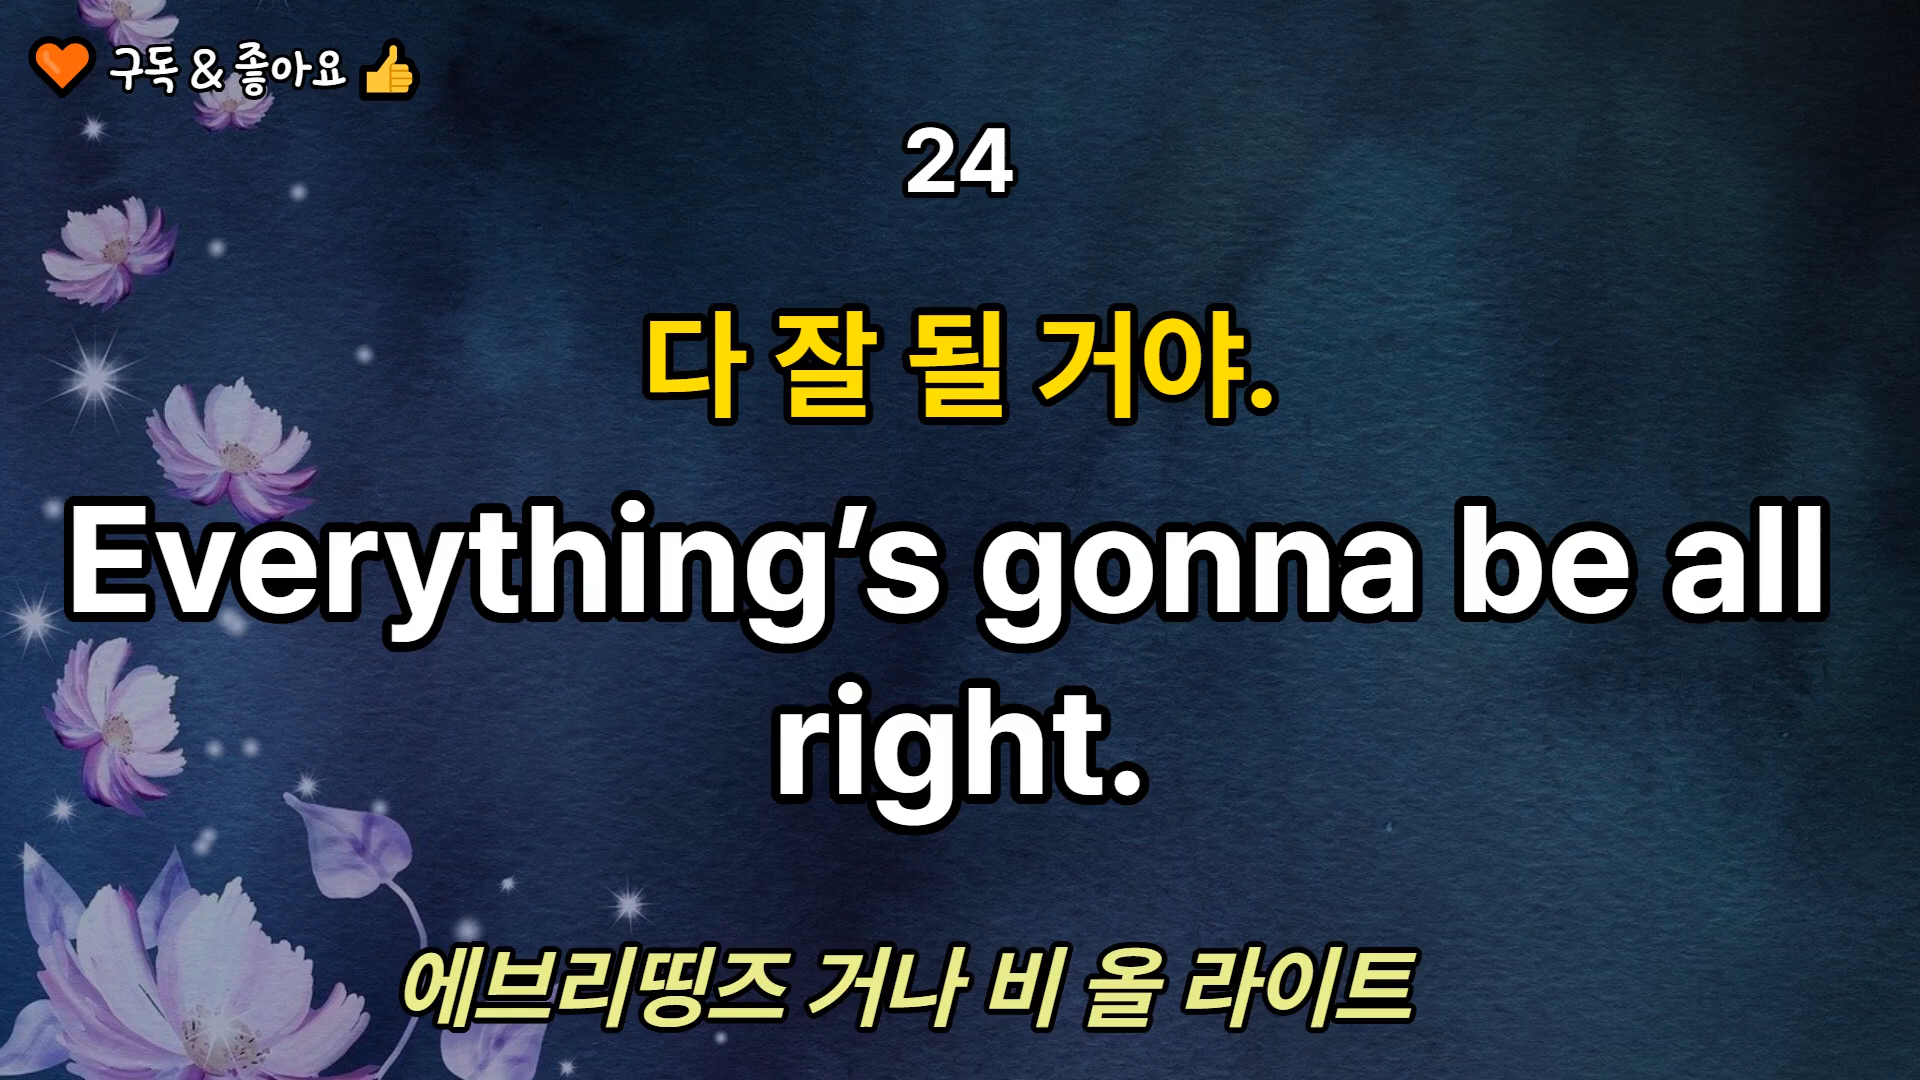 🧡 구독 & 좋아요 👍
24
다 잘 될 거야.
Everything’s gonna be all
right.
에브리띵즈 거나 비 올 라이트